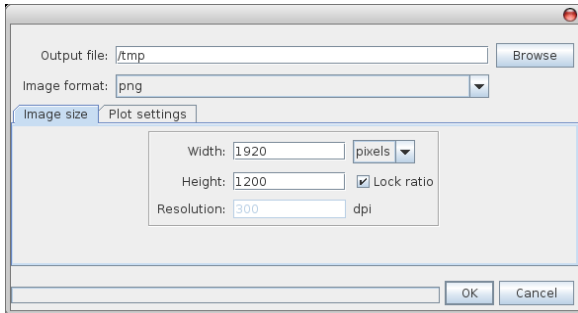 Output file: /tmp Browse
Image format: png
Image size Plot settings
Width: 1920 pixels
Height: 1200 Lock ratio
Resolution: 300 dpi
OK Cancel